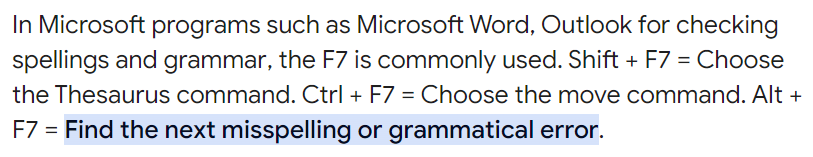 In Microsoft programs such as Microsoft Word, Outlook for checking
spellings and grammar, the F7 is commonly used. Shift + F7 = Choose
the Thesaurus command. Ctrl + F7 = Choose the move command. Alt +
F7 = Find the next misspelling or grammatical error.